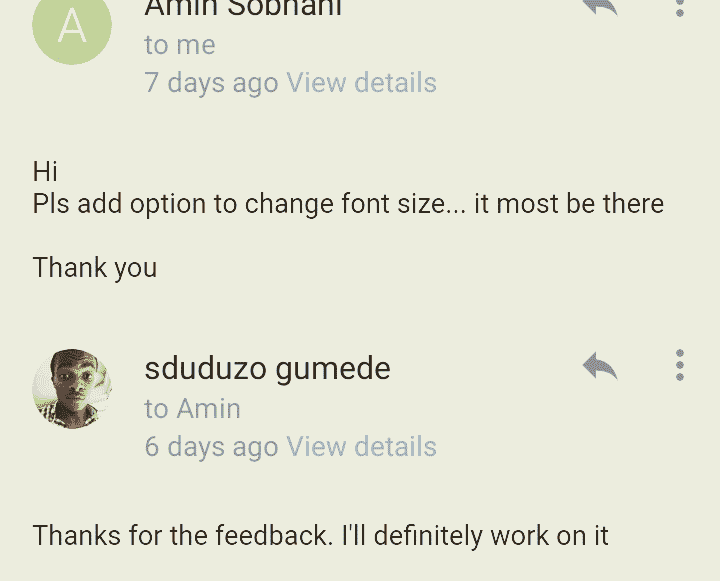 A
Amin Sobhani
to me
7 days ago View details
Hi
Pls add option to change font size... it most be there
Thank you
sduduzo gumede
to Amin
6 days ago View details
Thanks for the feedback. I'll definitely work on it